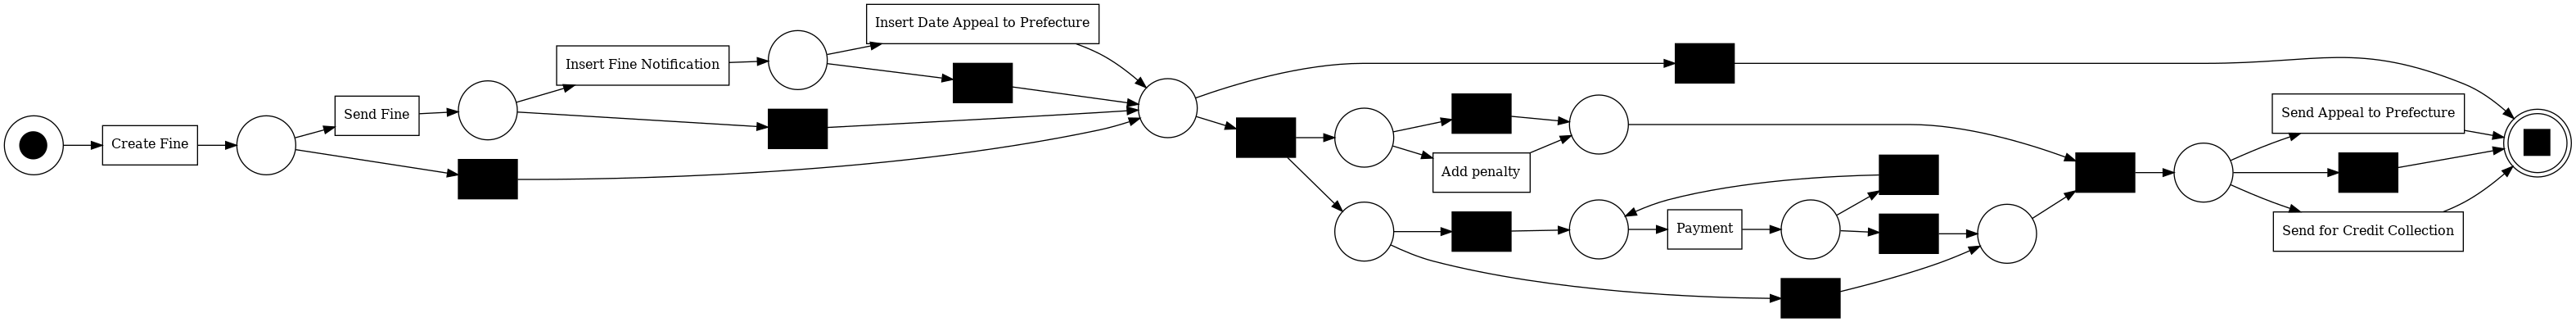 Create Fine
Send Fine
Insert Fine Notification
Insert Date Appeal to Prefecture
Add penalty
Payment
Send Appeal to Prefecture
Send for Credit Collection